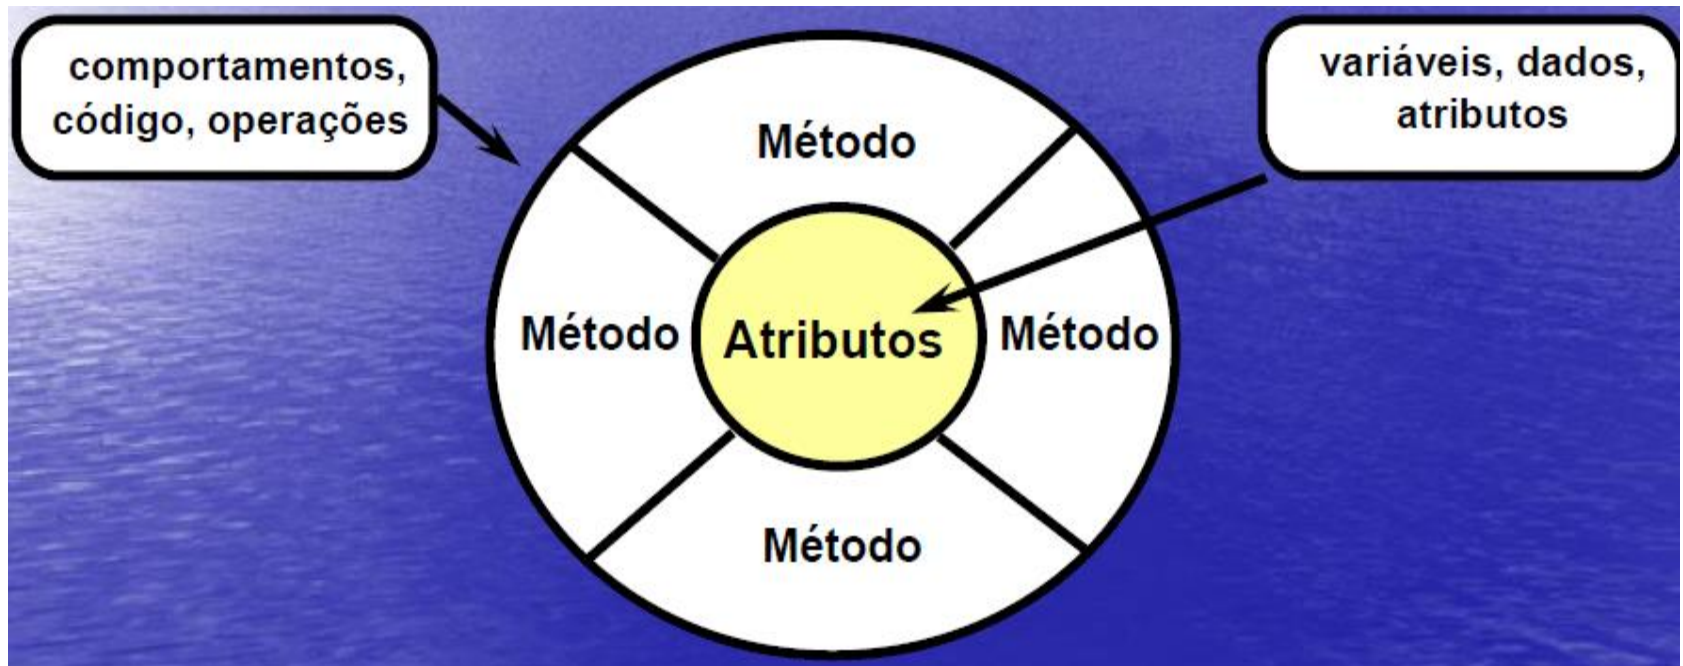 comportamentos,
código, operações
variáveis, dados,
atributos
Método
Método
Atributos
Método
Método